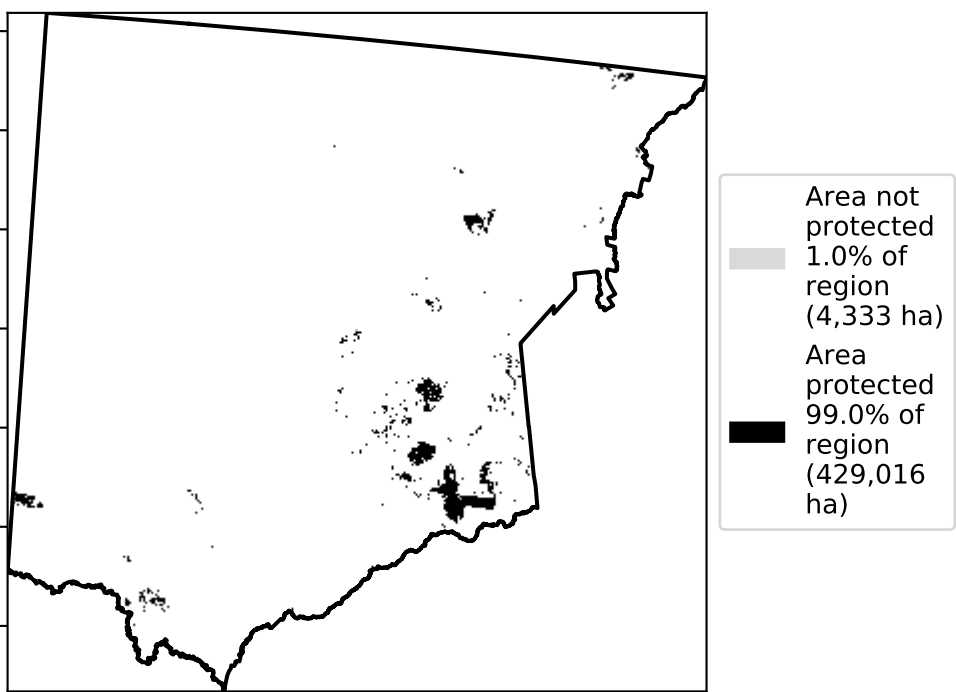 Area not
protected
1.0% of
region
(4,333 ha)
Area
protected
99.0% of
region
(429,016
ha)